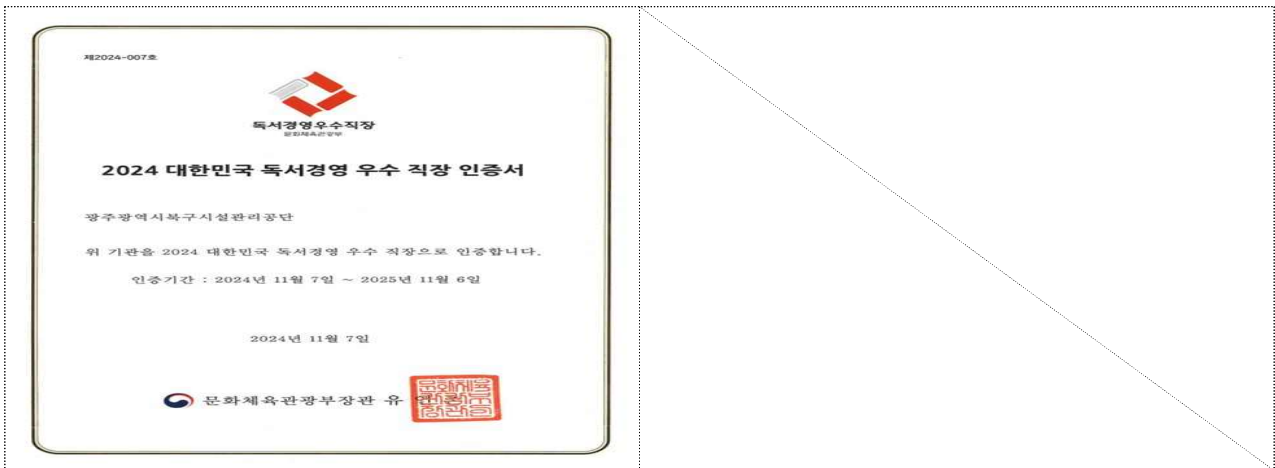 제2024-007호
독서경영우수직장
문화체육관광부
2024 대한민국 독서경영 우수 직장 인증서
광주광역시북구시설관리공단
위 기관을 2024 대한민국 독서경영 우수 직장으로 인증합니다.
인증기간 : 2024년 11월 7일 ~ 2025년 11월 6일
2024년 11월 7일
문화체육관광부장관 유 인 촌